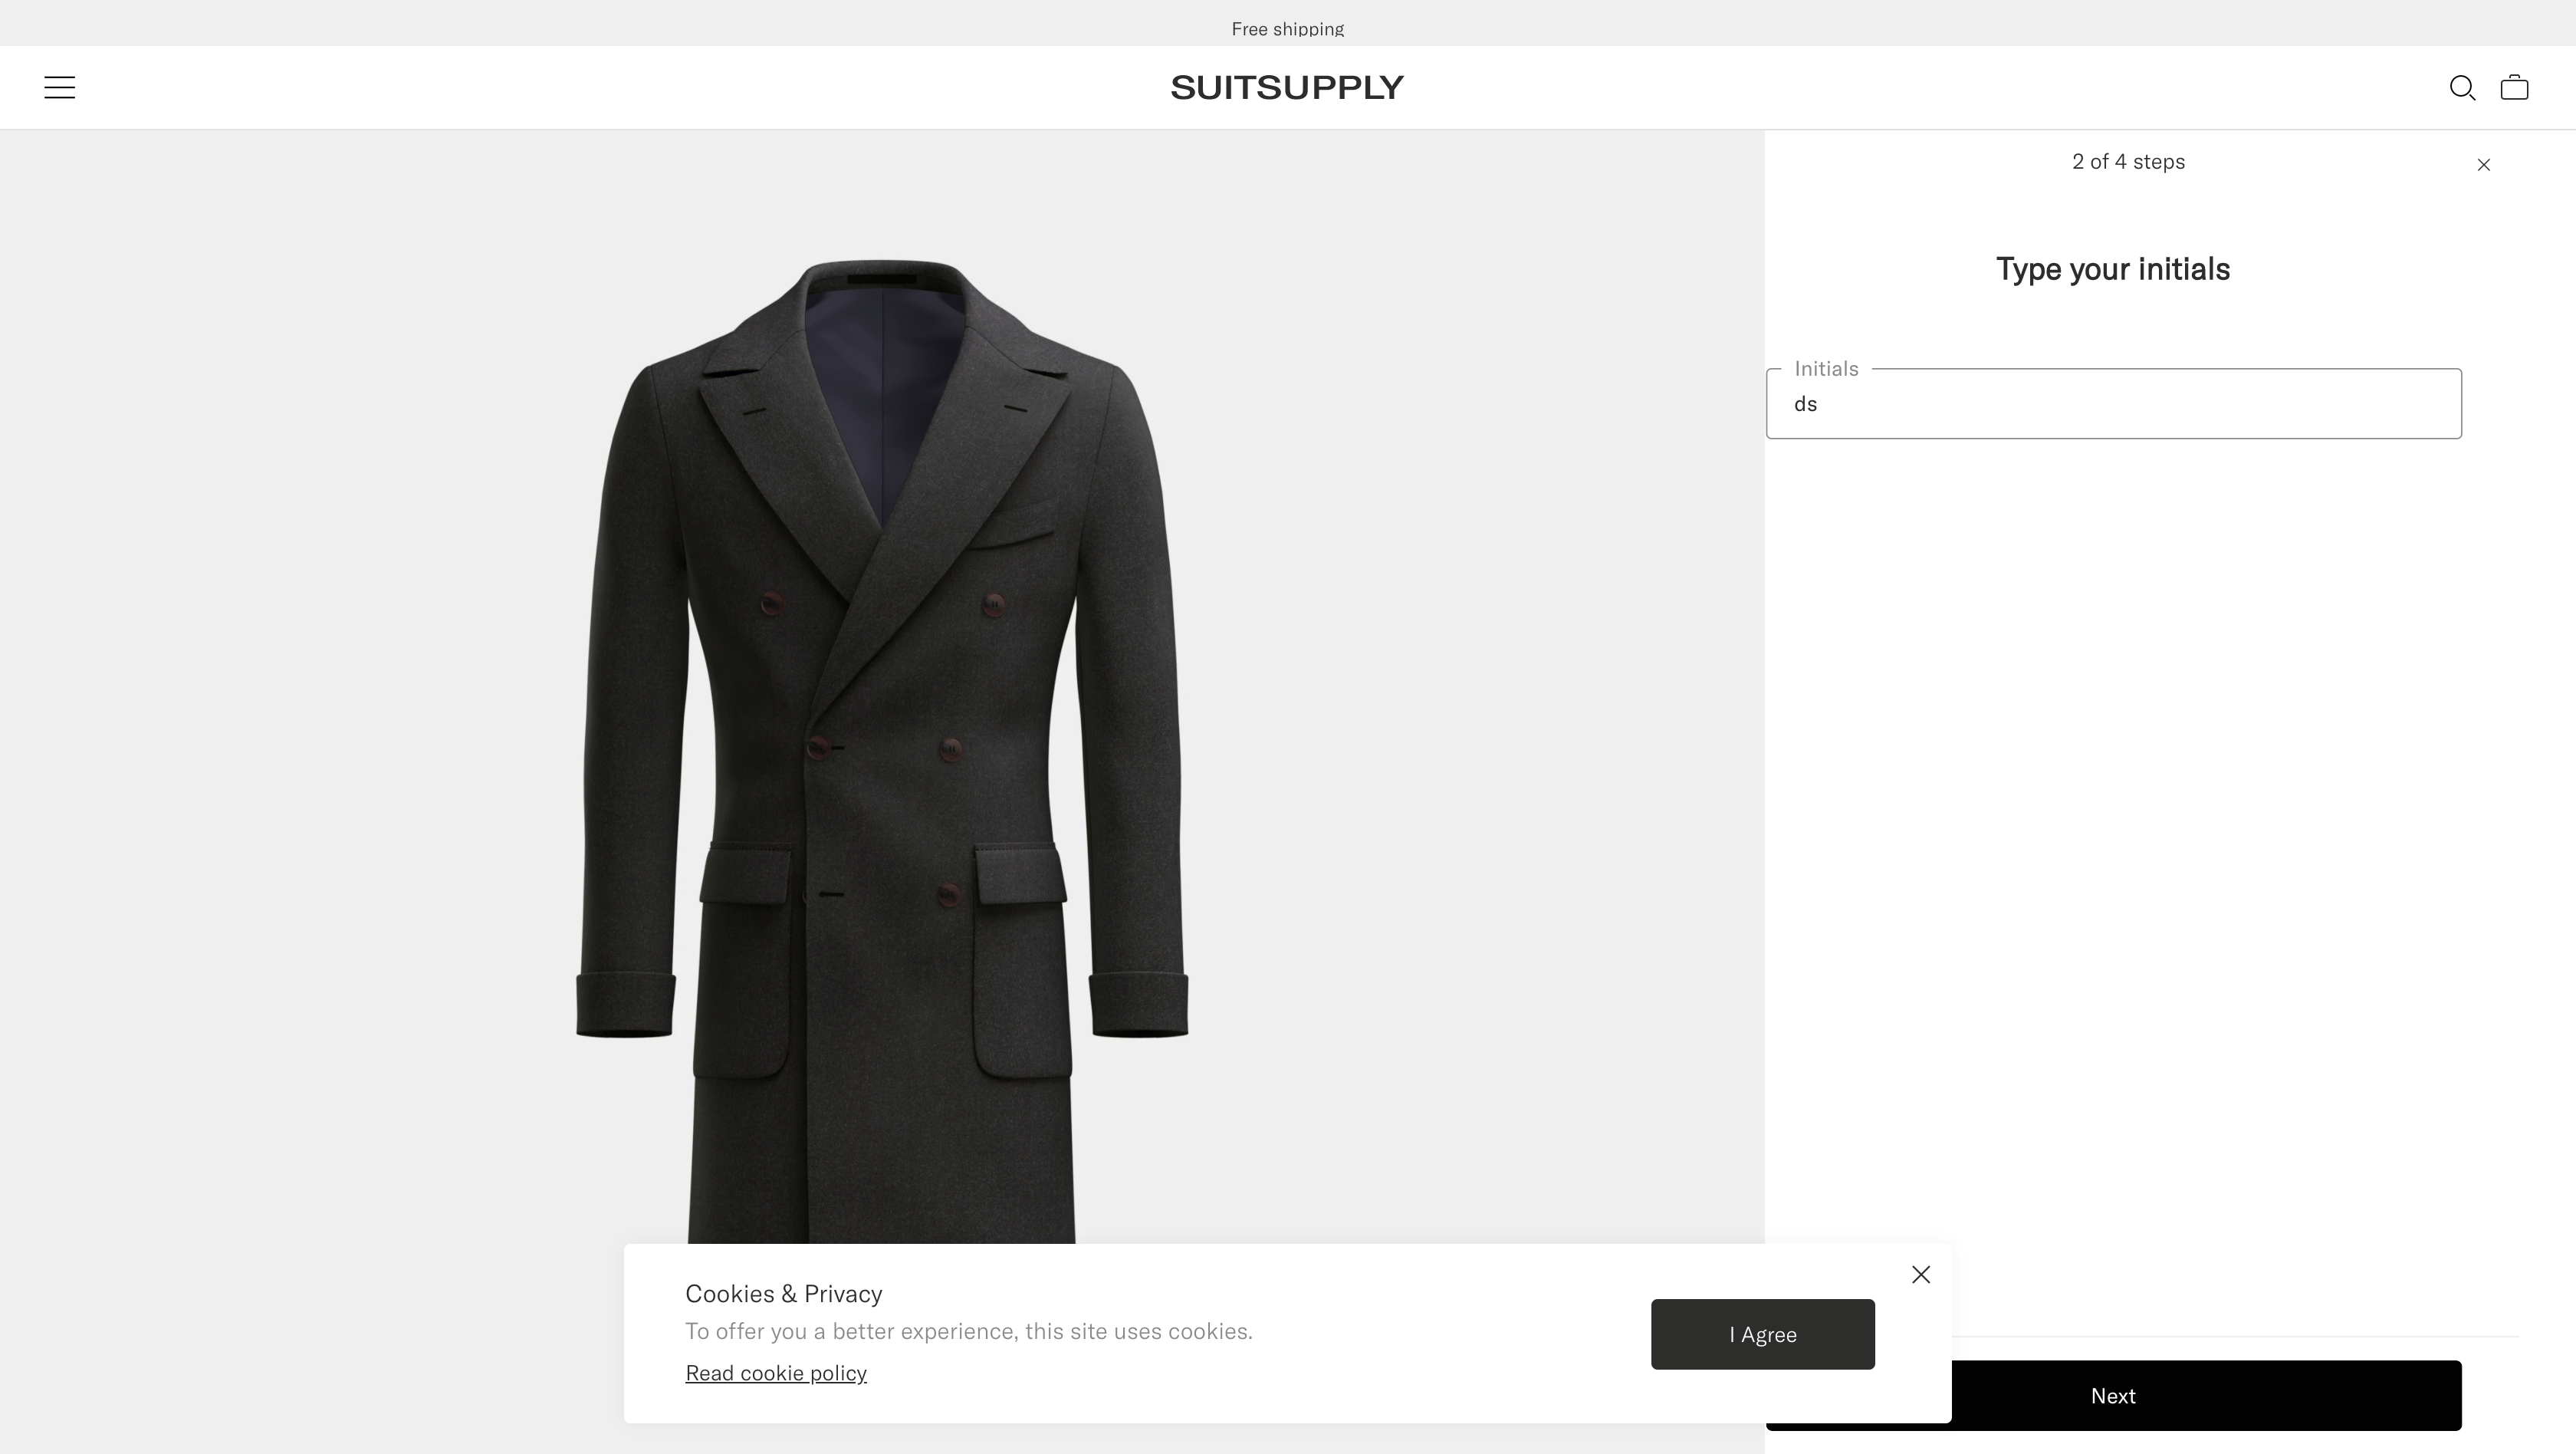 Free shipping
SUITSUPPLY
2 of 4 steps
Type your initials
Initials
ds
Cookies & Privacy
To offer you a better experience, this site uses cookies.
Read cookie policy
I Agree
Next